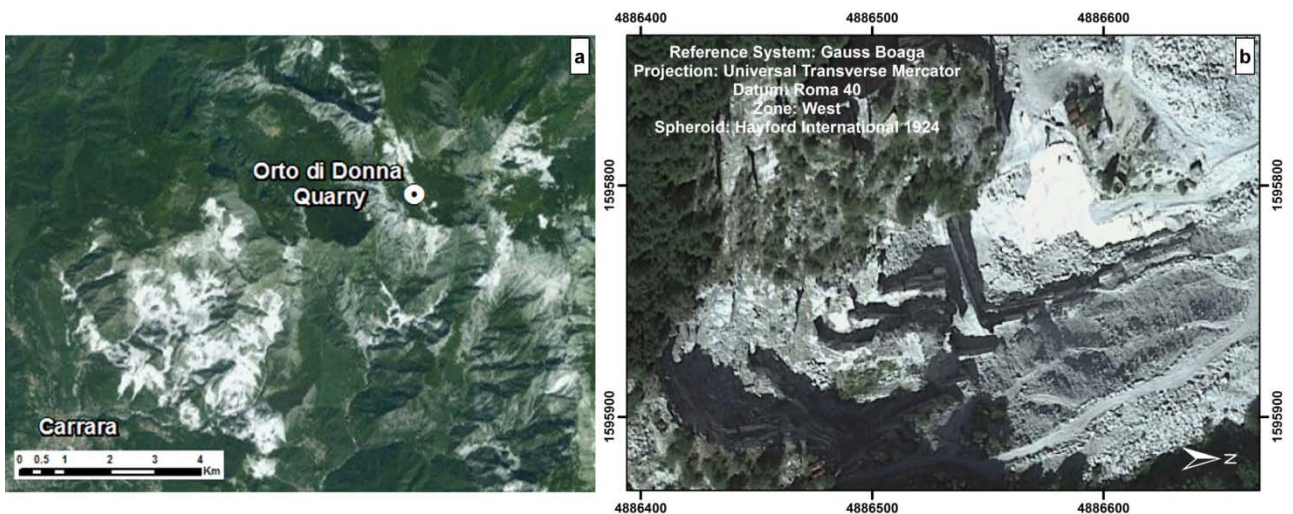 a
Orto di Donna
Quarry
Carrara
0 0.5 1 2 3 4
Km
4886400 4886500 4886600
b
Reference System: Gauss Boaga
Projection: Universal Transverse Mercator
Datum: Roma 40
Zone: West
Spheroid: Hayford International 1924
1595800 1595800
1595900 1595900
N
4886400 4886500 4886600